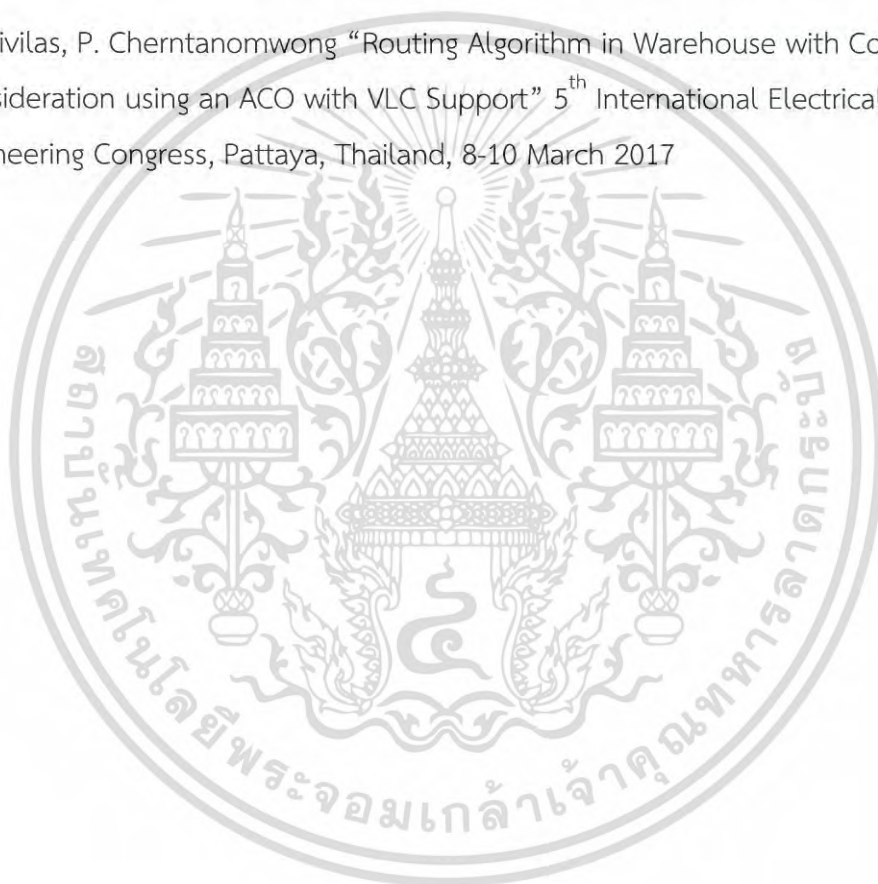 ivilas, P. Cherntanomwong “Routing Algorithm in Warehouse with Co
sideration using an ACO with VLC Support” 5th International Electrical
neering Congress, Pattaya, Thailand, 8-10 March 2017
สถาบันเทคโนโลยีพระจอมเกล้าเจ้าคุณทหารลาดกระบัง